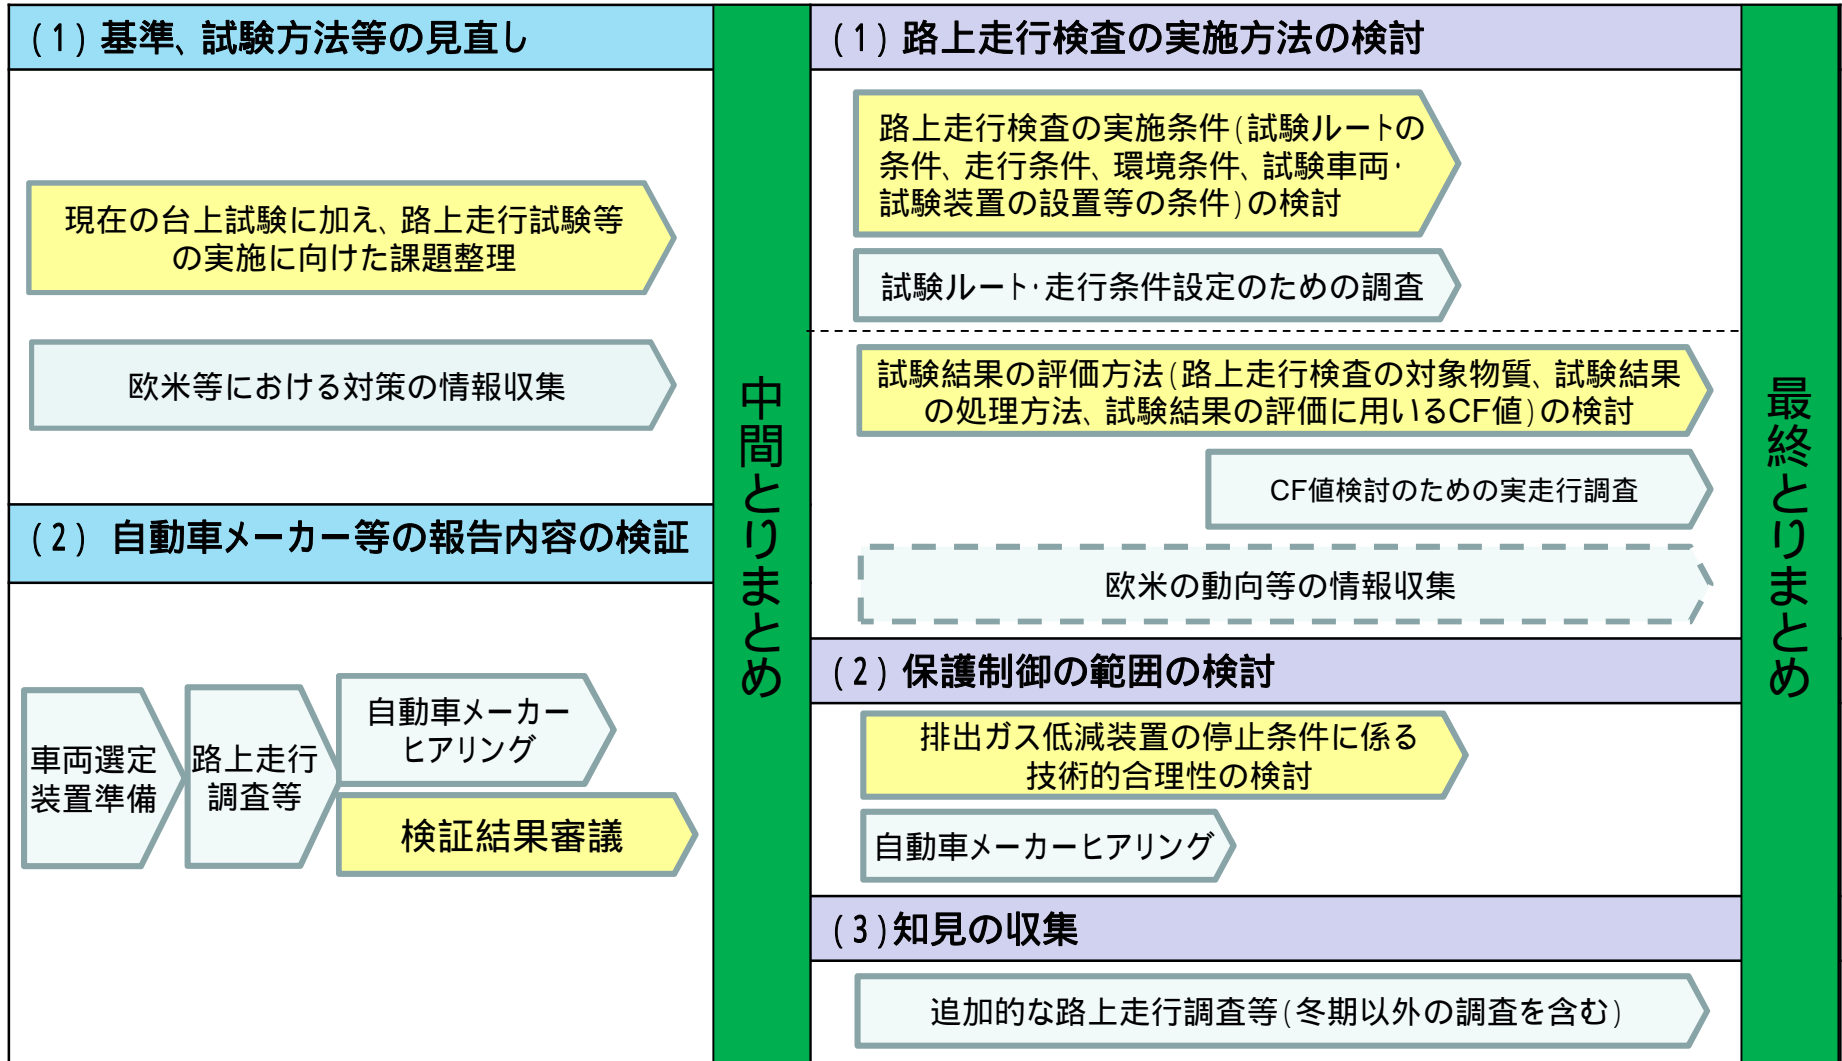 (1) 基準、試験方法等の見直し
現在の台上試験に加え、路上走行試験等
の実施に向けた課題整理
欧米等における対策の情報収集
(2) 自動車メーカー等の報告内容の検証
車両選定
装置準備
路上走行
調査等
自動車メーカー
ヒアリング
検証結果審議
中間とりまとめ
(1) 路上走行検査の実施方法の検討
路上走行検査の実施条件(試験ルートの
条件、走行条件、環境条件、試験車両・
試験装置の設置等の条件)の検討
試験ルート・走行条件設定のための調査
試験結果の評価方法(路上走行検査の対象物質、試験結果
の処理方法、試験結果の評価に用いるCF値)の検討
CF値検討のための実走行調査
欧米の動向等の情報収集
(2) 保護制御の範囲の検討
排出ガス低減装置の停止条件に係る
技術的合理性の検討
自動車メーカーヒアリング
(3)知見の収集
追加的な路上走行調査等(冬期以外の調査を含む)
最終とりまとめ